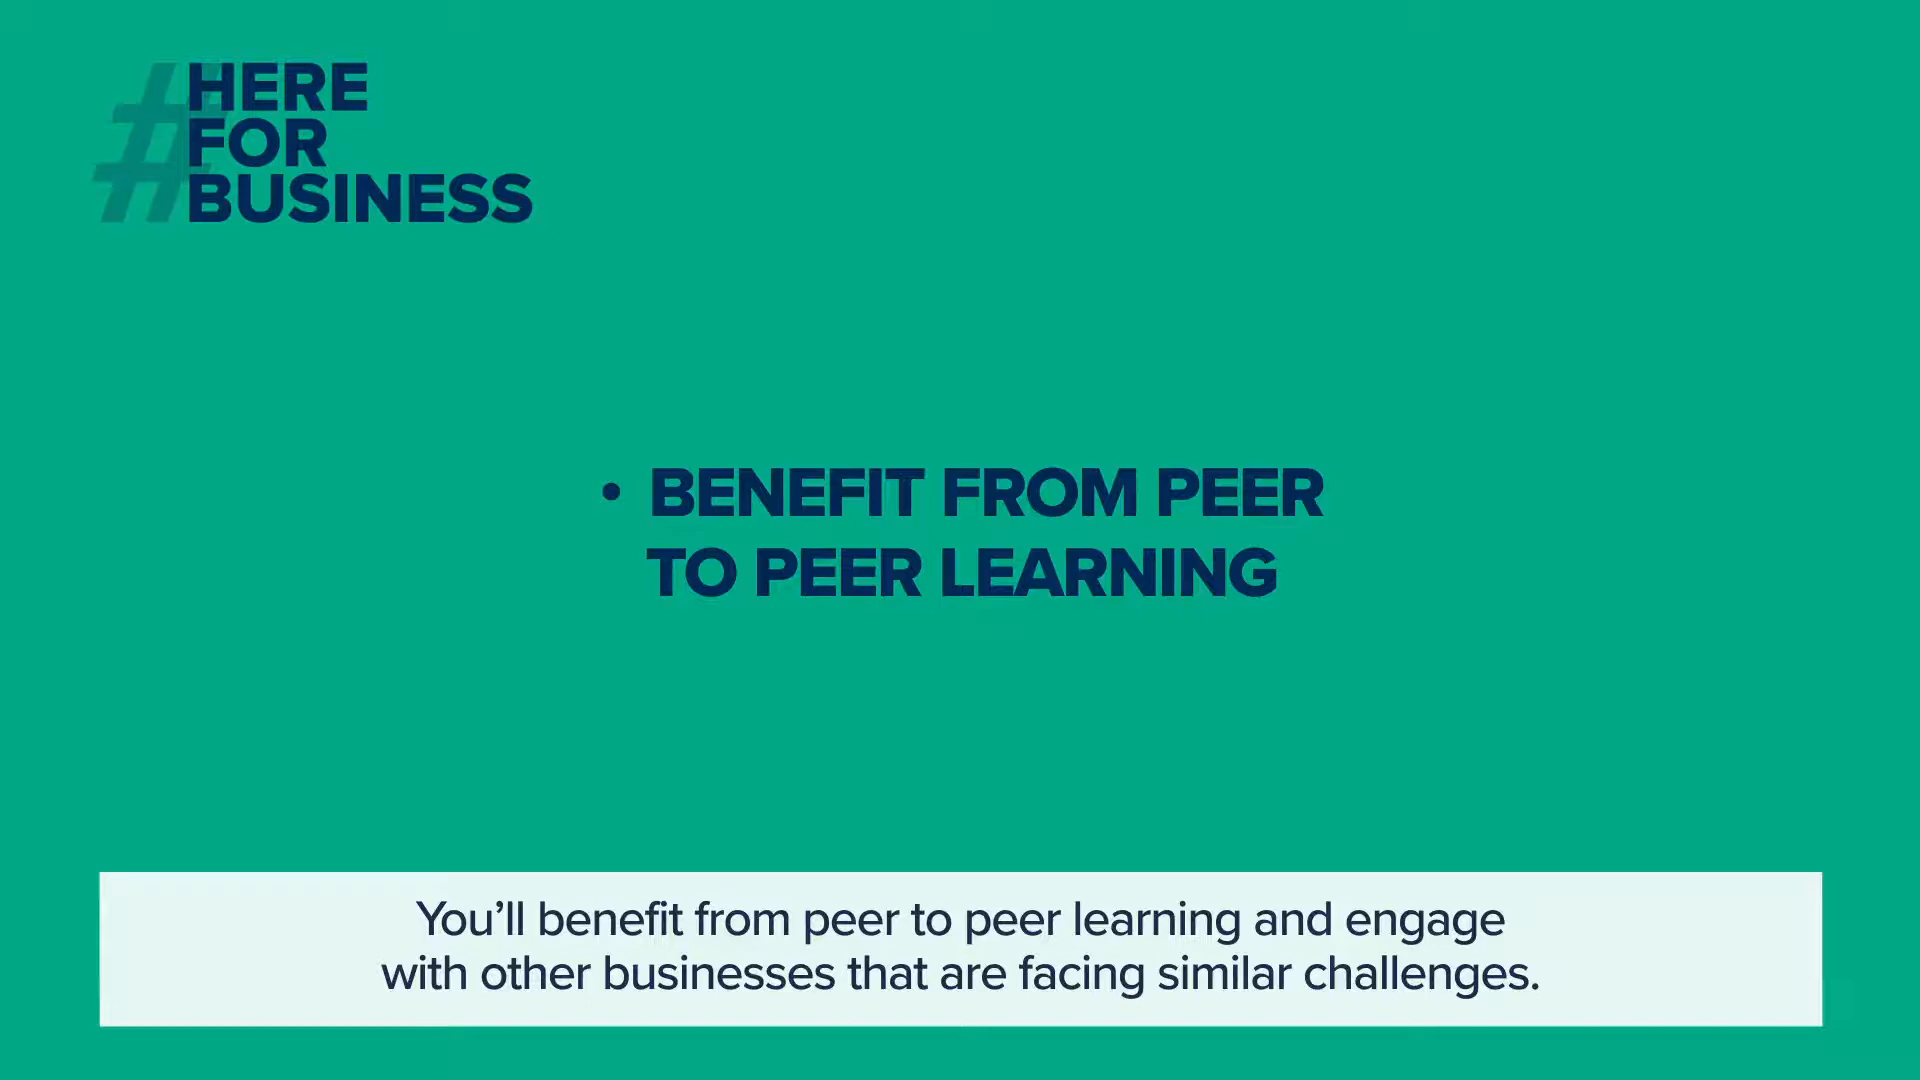 #HERE
FOR
BUSINESS
• BENEFIT FROM PEER
TO PEER LEARNING
You’ll benefit from peer to peer learning and engage
with other businesses that are facing similar challenges.